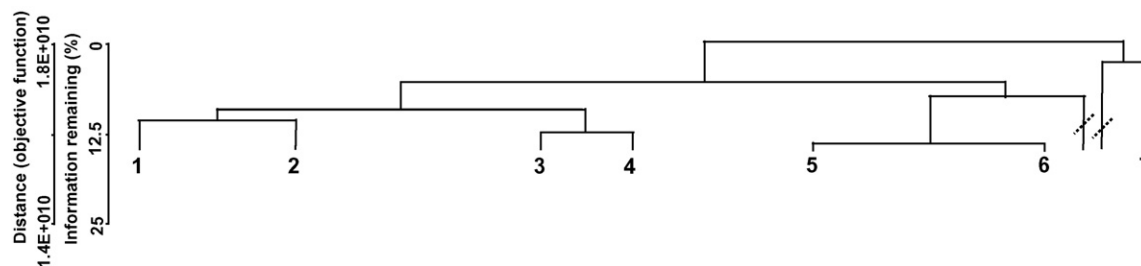 Distance (objective function)
1.8E+010
1.4E+010
Information remaining (%)
0
12.5
25
1
2
3
4
5
6